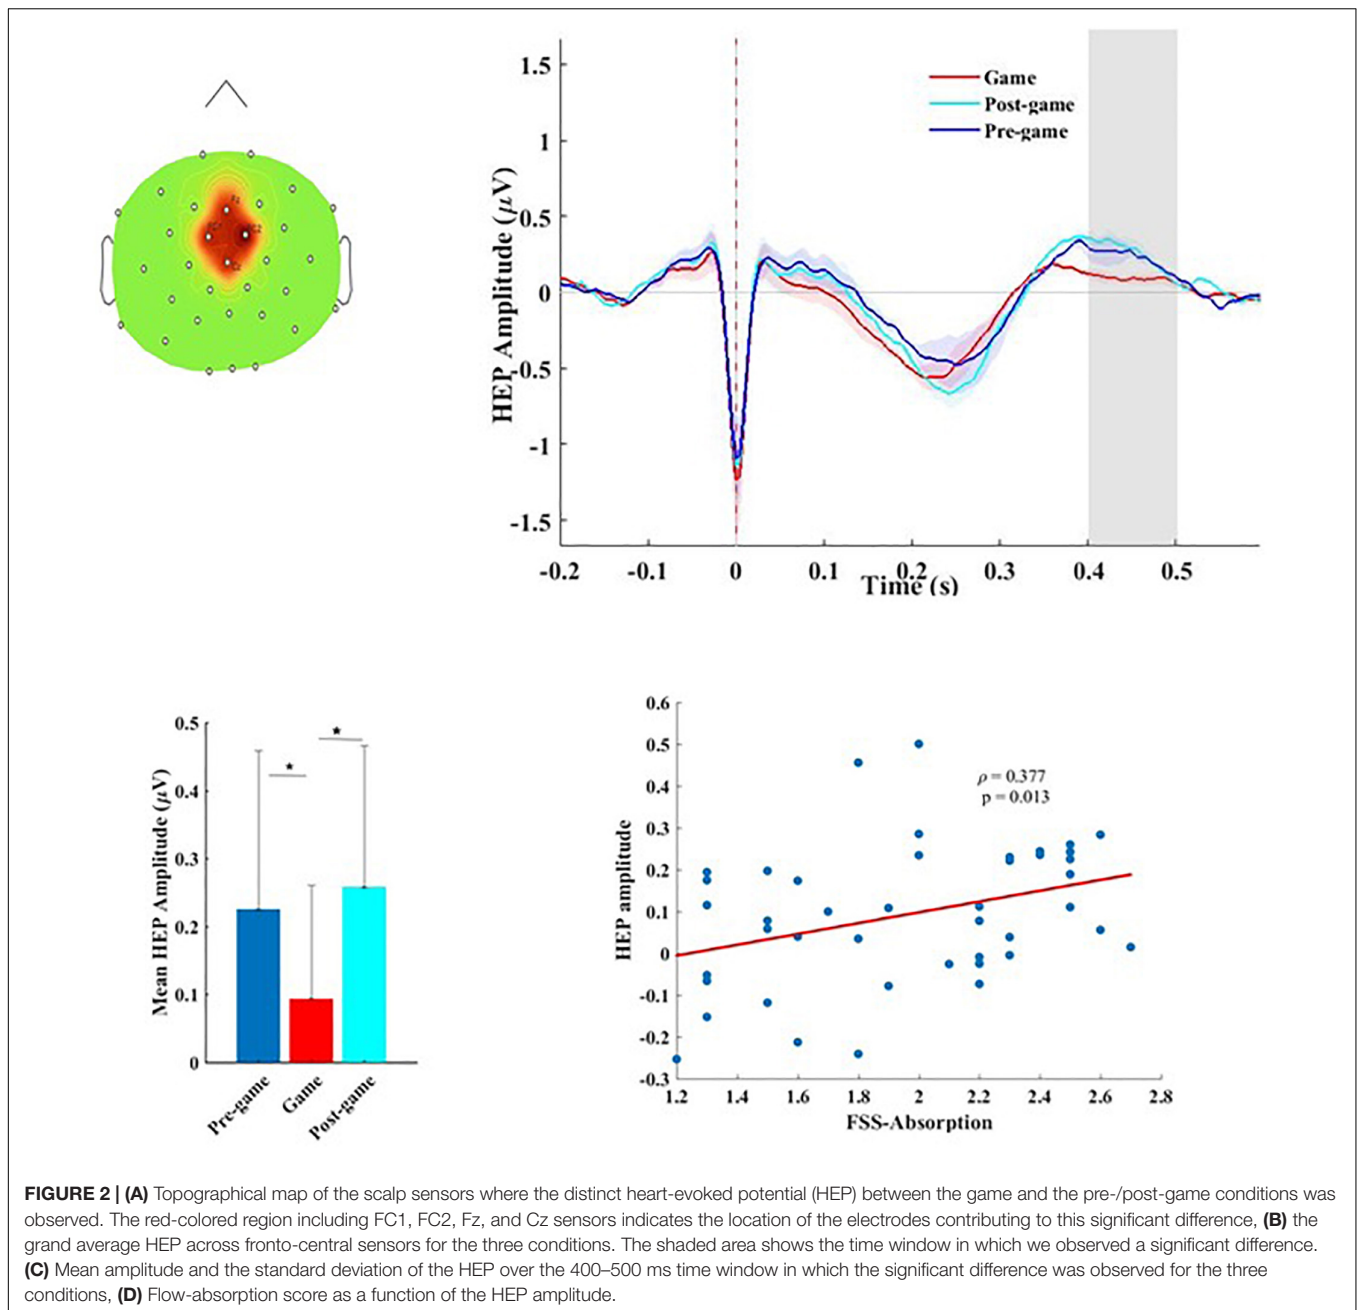 1.5
1
0.5
0
-0.5
-1
-1.5
HEP Amplitude (μV)
Game
Post-game
Pre-game
-0.2 -0.1 0 0.1 0.2 0.3 0.4 0.5
Time (s)
Fz
FC1 FC2
Cz
0.5
0.4
0.3
0.2
0.1
0
Mean HEP Amplitude (μV)
*
*
Pre-game Game Post-game
0.6
0.5
0.4
0.3
0.2
0.1
0
-0.1
-0.2
-0.3
HEP amplitude
ρ = 0.377
p = 0.013
1.2 1.4 1.6 1.8 2 2.2 2.4 2.6 2.8
FSS-Absorption
FIGURE 2 | (A) Topographical map of the scalp sensors where the distinct heart-evoked potential (HEP) between the game and the pre-/post-game conditions was
observed. The red-colored region including FC1, FC2, Fz, and Cz sensors indicates the location of the electrodes contributing to this significant difference, (B) the
grand average HEP across fronto-central sensors for the three conditions. The shaded area shows the time window in which we observed a significant difference.
(C) Mean amplitude and the standard deviation of the HEP over the 400–500 ms time window in which the significant difference was observed for the three
conditions, (D) Flow-absorption score as a function of the HEP amplitude.